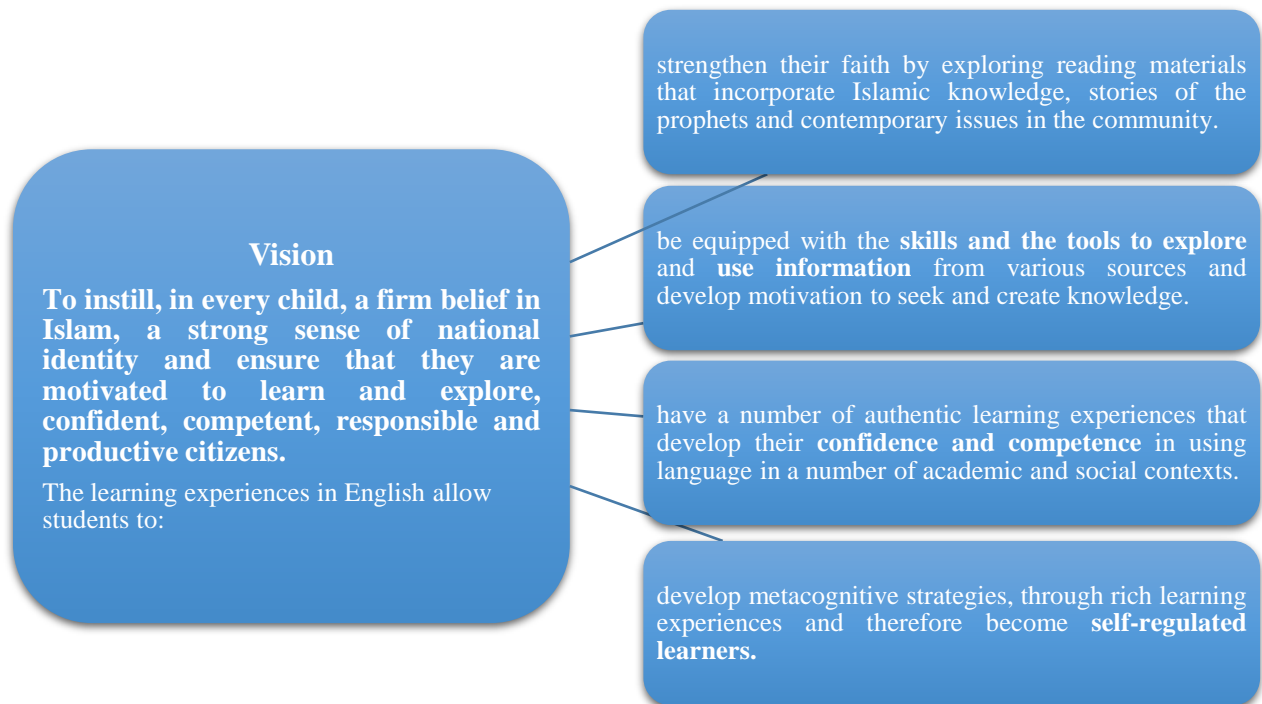 Vision
To instill, in every child, a firm belief in
Islam, a strong sense of national
identity and ensure that they are
motivated to learn and explore,
confident, competent, responsible and
productive citizens.
The learning experiences in English allow
students to:
strengthen their faith by exploring reading materials
that incorporate Islamic knowledge, stories of the
prophets and contemporary issues in the community.
be equipped with the skills and the tools to explore
and use information from various sources and
develop motivation to seek and create knowledge.
have a number of authentic learning experiences that
develop their confidence and competence in using
language in a number of academic and social contexts.
develop metacognitive strategies, through rich learning
experiences and therefore become self-regulated
learners.